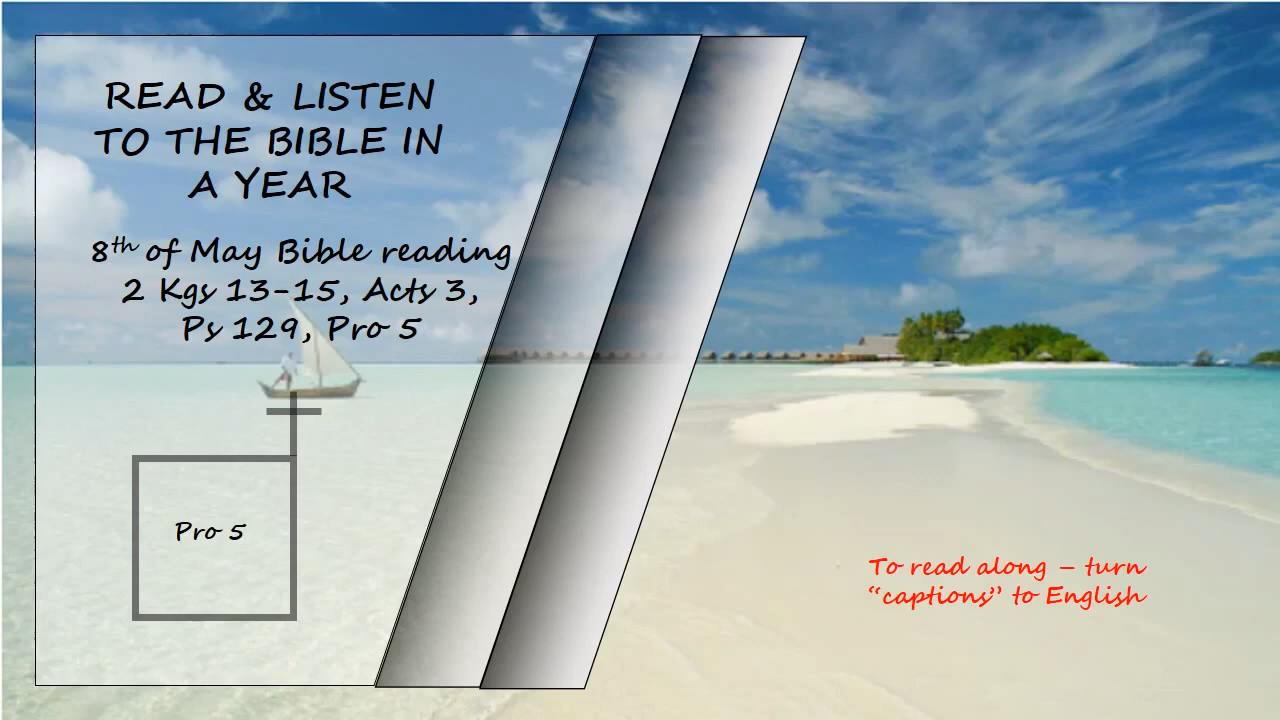 READ & LISTEN
TO THE BIBLE IN
A YEAR
8th of May Bible reading
2 Kgs 13-15, Acts 3,
Ps 129, Pro 5
Pro 5
To read along – turn
“captions” to English